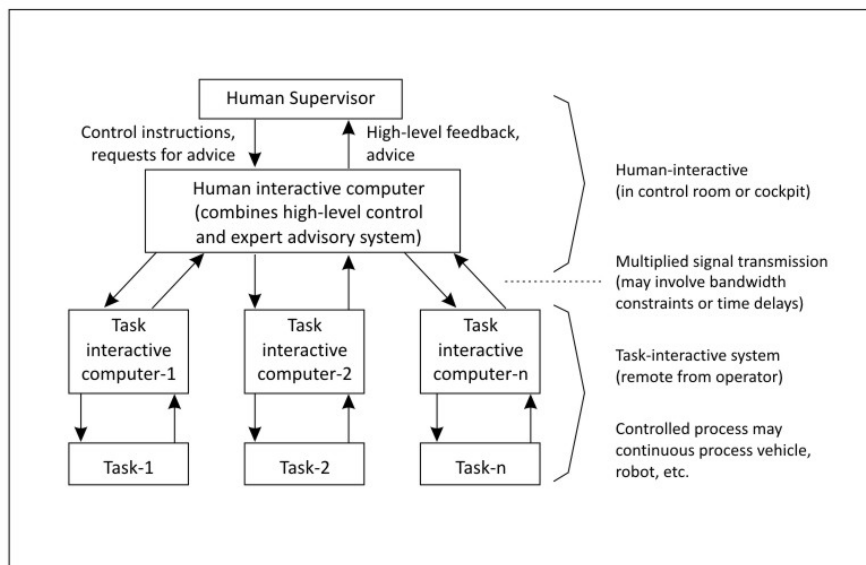 Human Supervisor
Control instructions,
requests for advice
High-level feedback,
advice
Human interactive computer
(combines high-level control
and expert advisory system)
Human-interactive
(in control room or cockpit)
Multiplied signal transmission
(may involve bandwidth
constraints or time delays)
Task
interactive
computer-1
Task
interactive
computer-2
Task
interactive
computer-n
Task-interactive system
(remote from operator)
Task-1
Task-2
Task-n
Controlled process may
continuous process vehicle,
robot, etc.